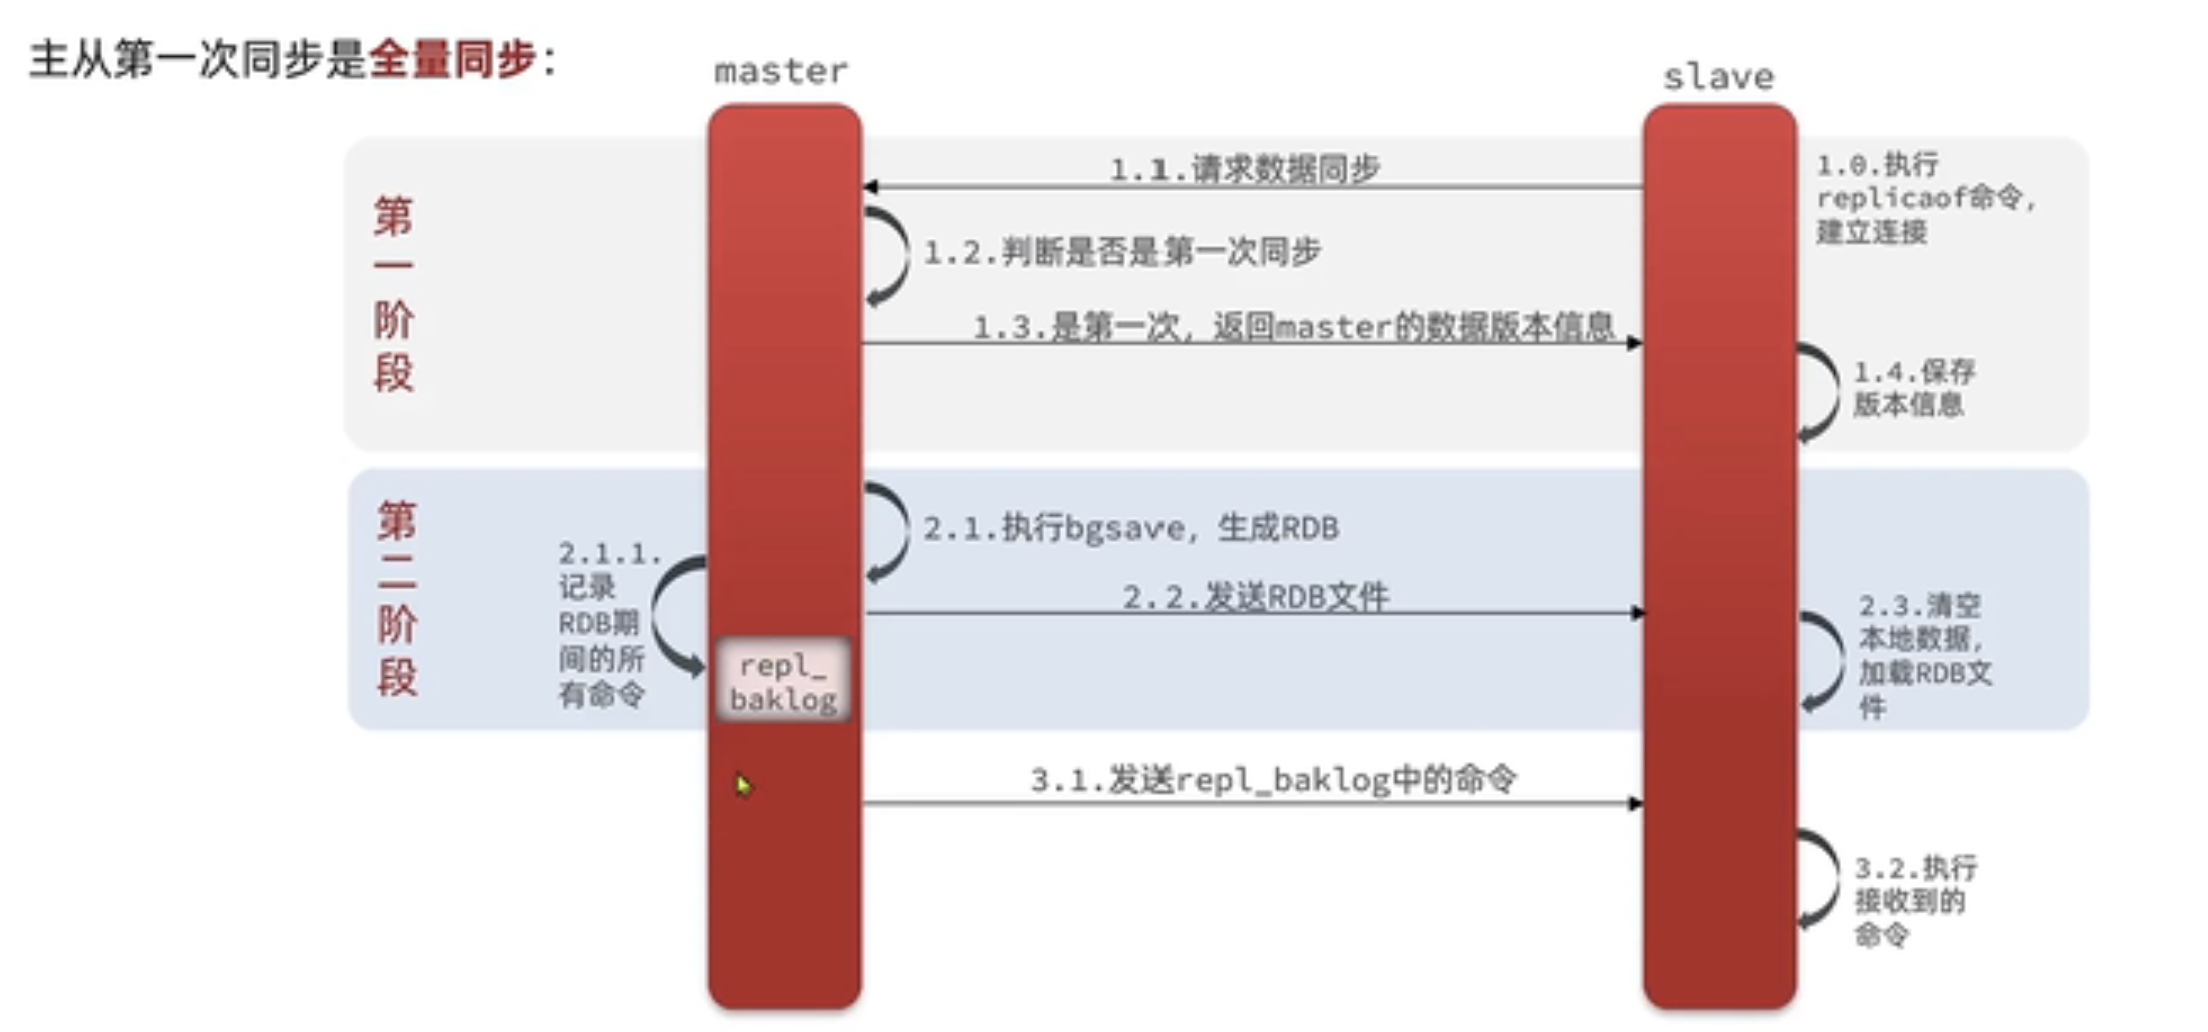 主从第一次同步是全量同步：
master
slave
第
一
阶
段
1.1.请求数据同步
1.0.执行
replicaof命令，
建立连接
1.2.判断是否是第一次同步
1.3.是第一次，返回master的数据版本信息
1.4.保存
版本信息
第
二
阶
段
2.1.执行bgsave，生成RDB
2.1.1.
记录
RDB期
间的所
有命令
repl_
baklog
2.2.发送RDB文件
2.3.清空
本地数据，
加载RDB文
件
3.1.发送repl_baklog中的命令
3.2.执行
接收到的
命令